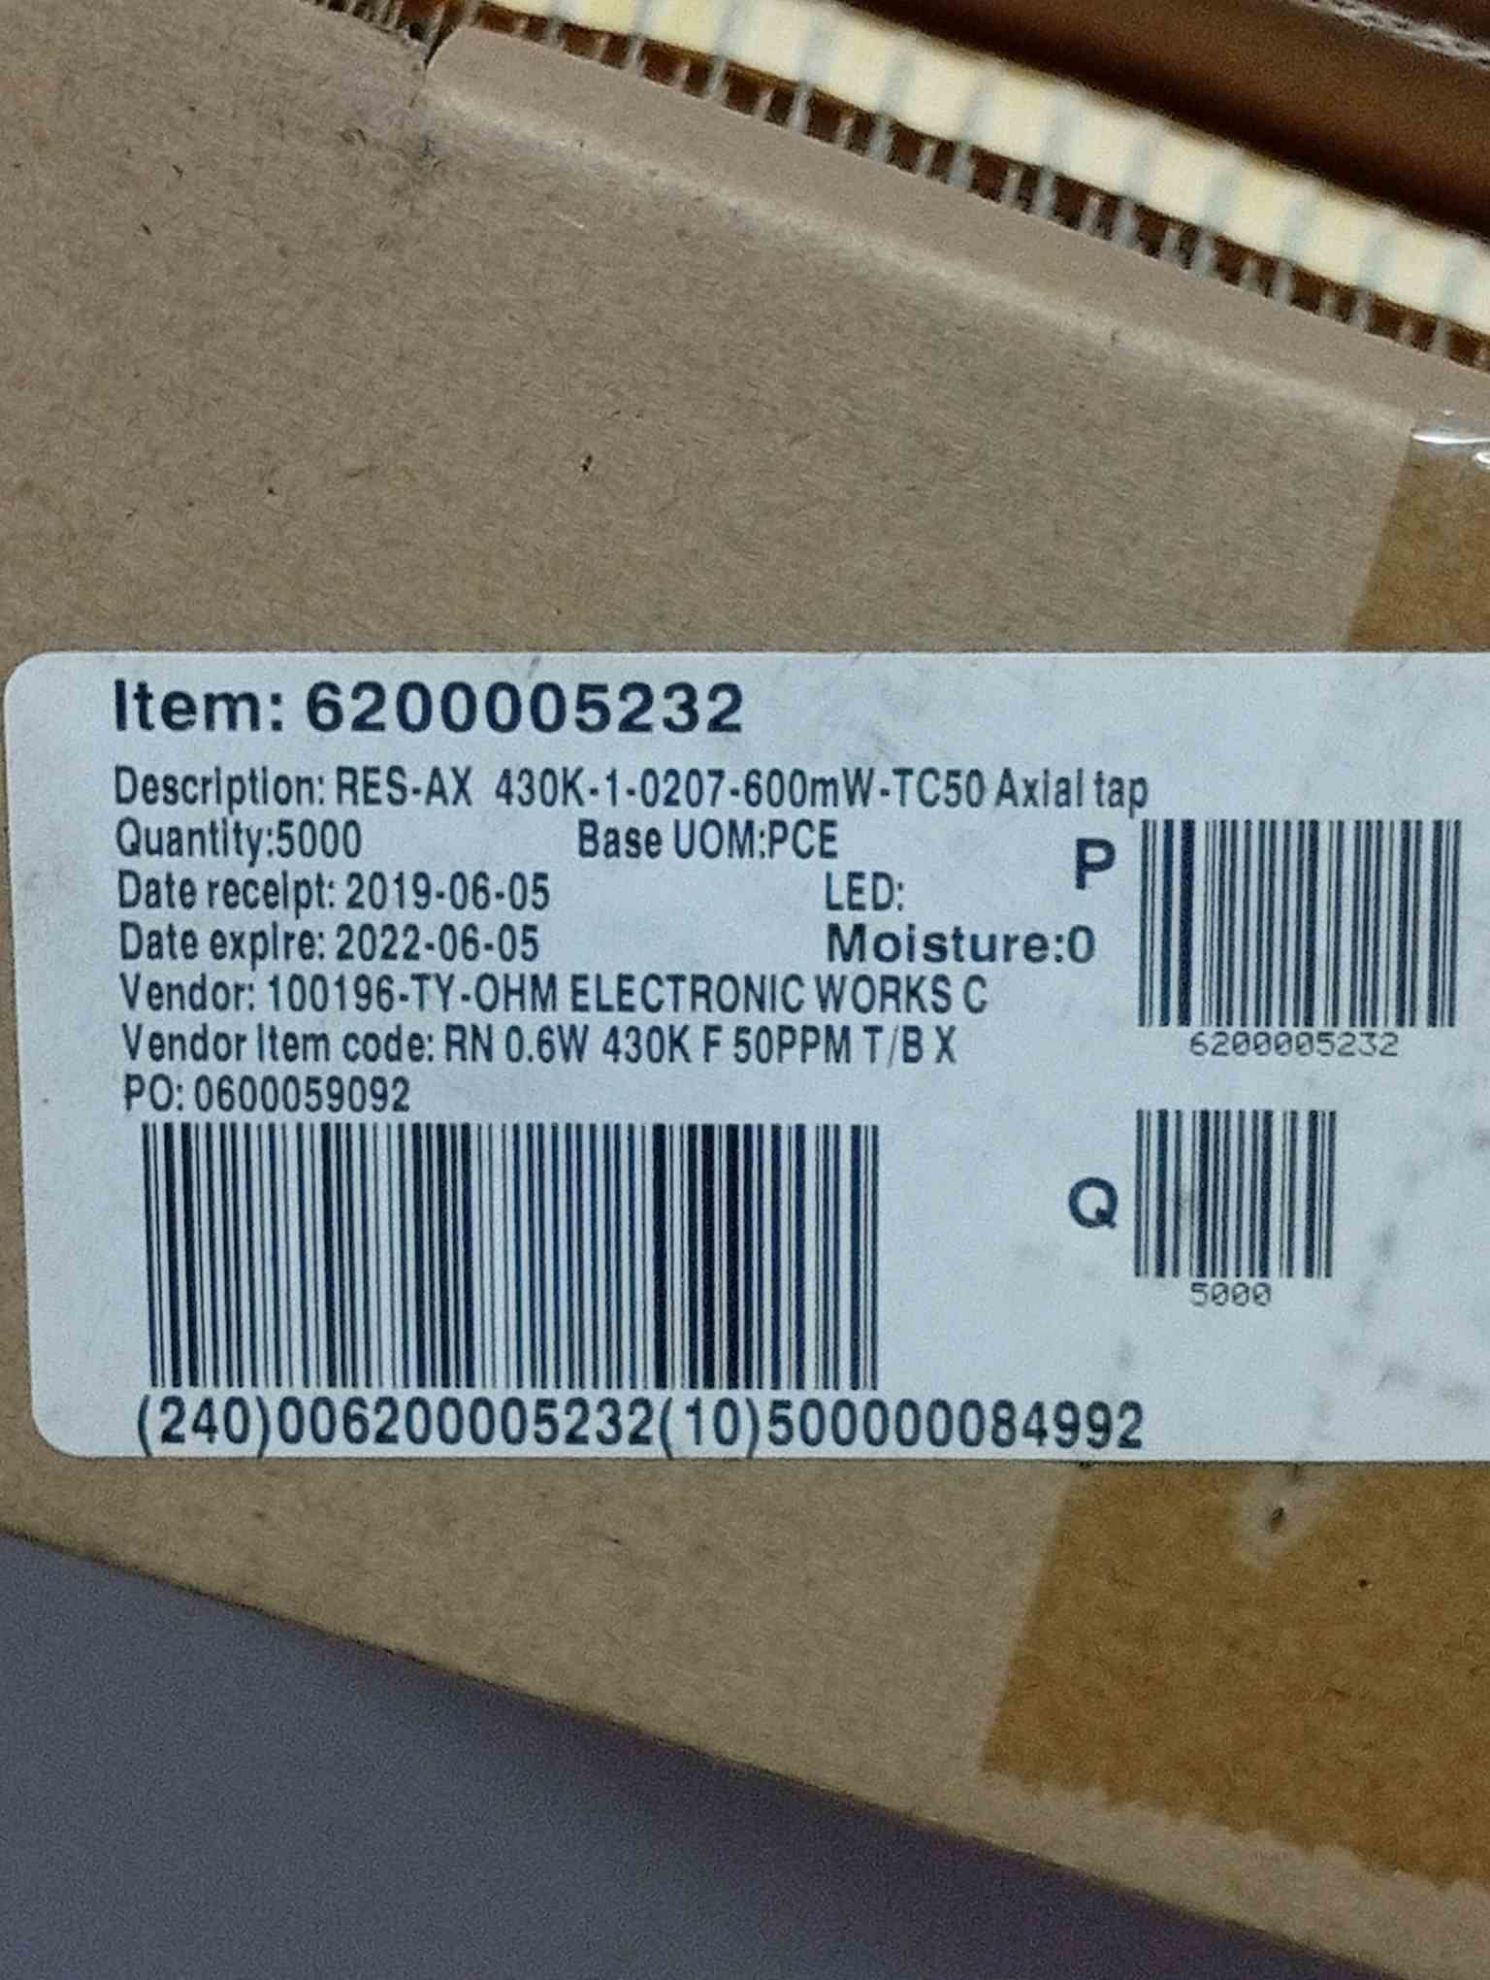 Item: 6200005232
Description: RES-AX 430K-1-0207-600mW-TC50 Axial tap
Quantity:5000 Base UOM:PCE
Date receipt: 2019-06-05 LED:
Date expire: 2022-06-05 Moisture:0
Vendor: 100196-TY-OHM ELECTRONIC WORKS C
Vendor Item code: RN 0.6W 430K F 50PPM T/B X
PO: 0600059092
(240)006200005232(10)500000084992
P
6200005232
Q
5000